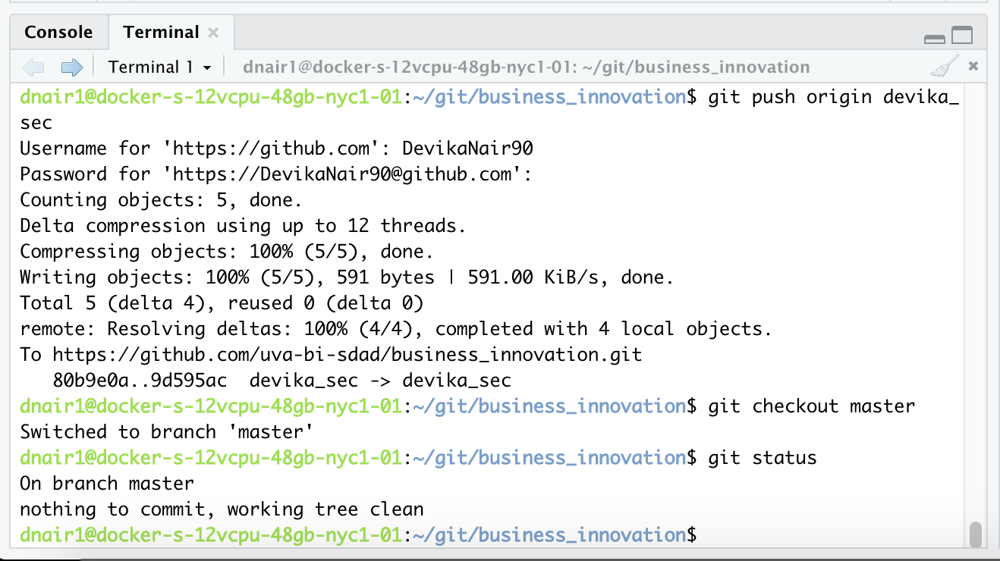 Console Terminal ×
Terminal 1 dnair1@docker-s-12vcpu-48gb-nyc1-01: ~/git/business_innovation
dnair1@docker-s-12vcpu-48gb-nyc1-01:~/git/business_innovation$ git push origin devika_
sec
Username for 'https://github.com': DevikaNair90
Password for 'https://DevikaNair90@github.com':
Counting objects: 5, done.
Delta compression using up to 12 threads.
Compressing objects: 100% (5/5), done.
Writing objects: 100% (5/5), 591 bytes | 591.00 KiB/s, done.
Total 5 (delta 4), reused 0 (delta 0)
remote: Resolving deltas: 100% (4/4), completed with 4 local objects.
To https://github.com/uva-bi-sdad/business_innovation.git
   80b9e0a..9d595ac  devika_sec -> devika_sec
dnair1@docker-s-12vcpu-48gb-nyc1-01:~/git/business_innovation$ git checkout master
Switched to branch 'master'
dnair1@docker-s-12vcpu-48gb-nyc1-01:~/git/business_innovation$ git status
On branch master
nothing to commit, working tree clean
dnair1@docker-s-12vcpu-48gb-nyc1-01:~/git/business_innovation$